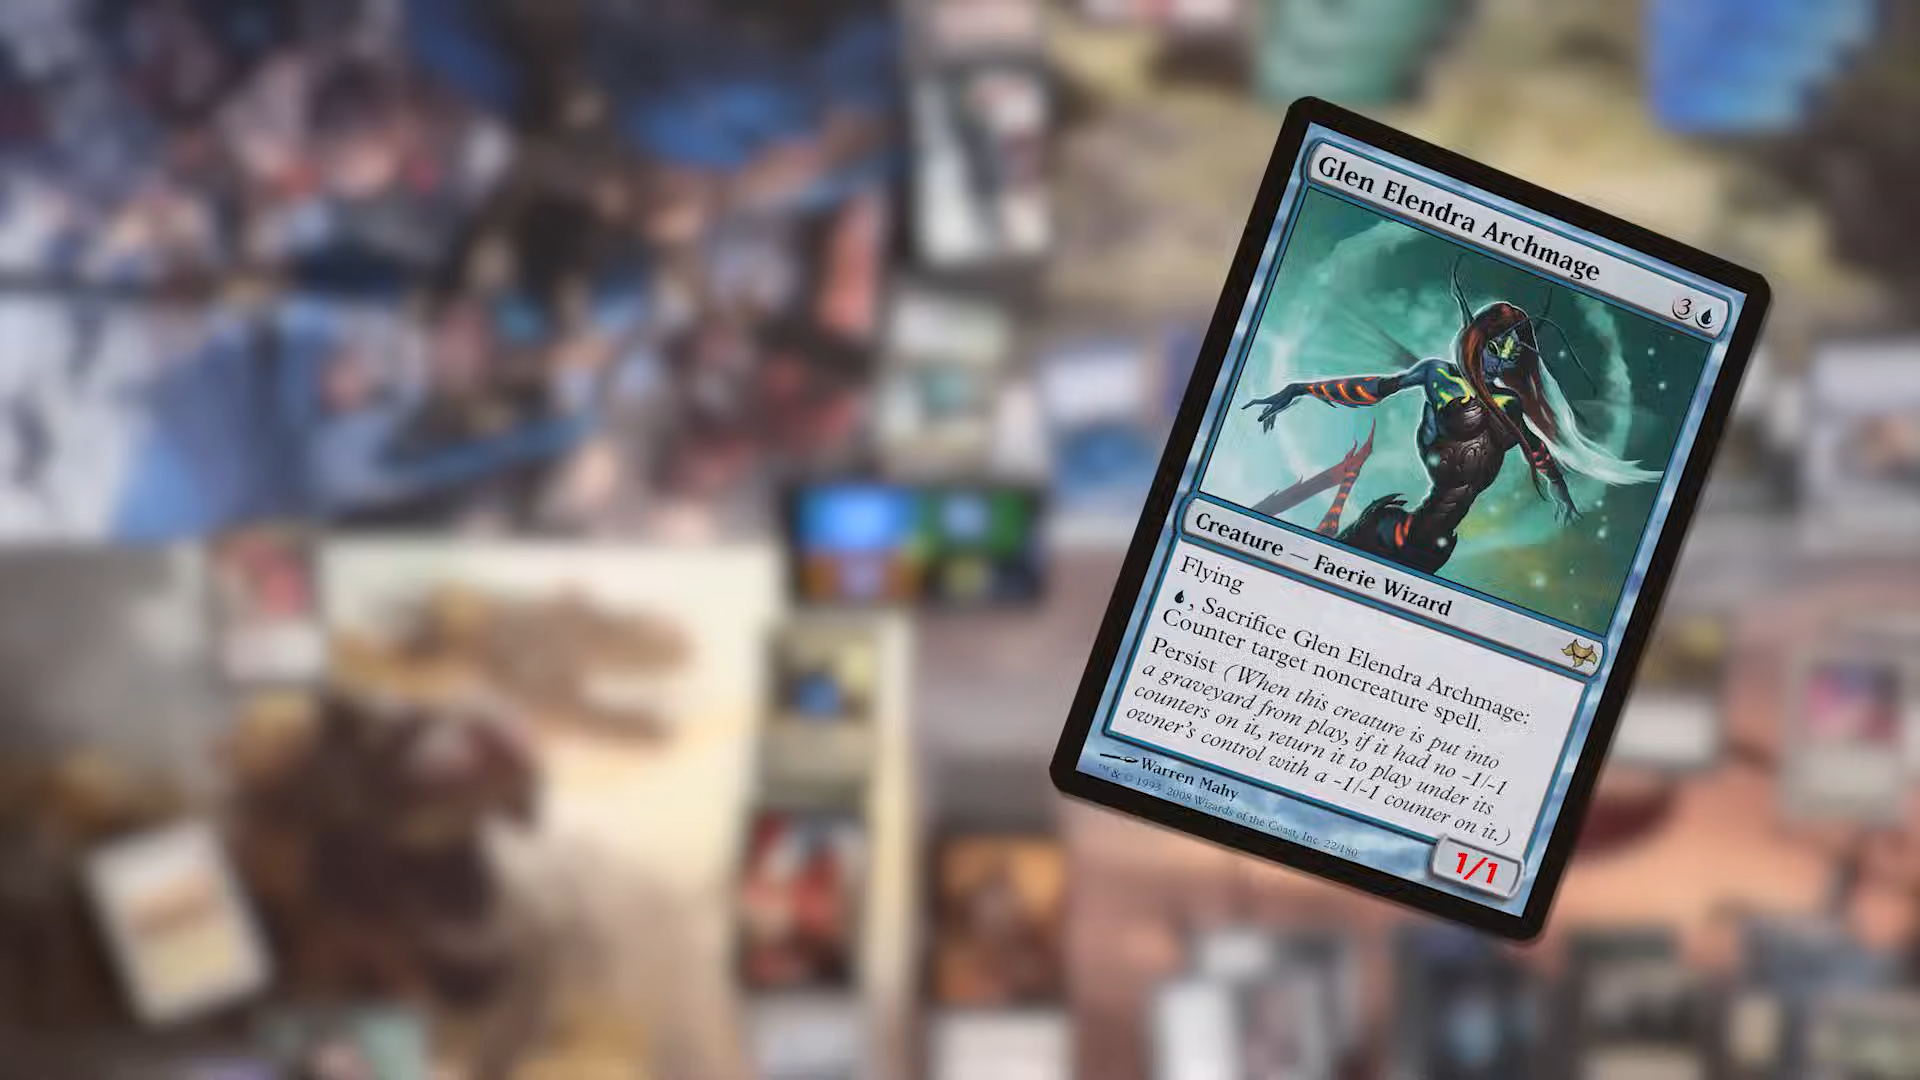 Glen Elendra Archmage
3
Creature — Faerie Wizard
Flying
, Sacrifice Glen Elendra Archmage:
Counter target noncreature spell.
Persist (When this creature is put into
a graveyard from play, if it had no -1/-1
counters on it, return it to play under its
owner's control with a -1/-1 counter on it.)
Warren Mahy
™ & © 1993–2008 Wizards of the Coast, Inc. 22/180
1/1